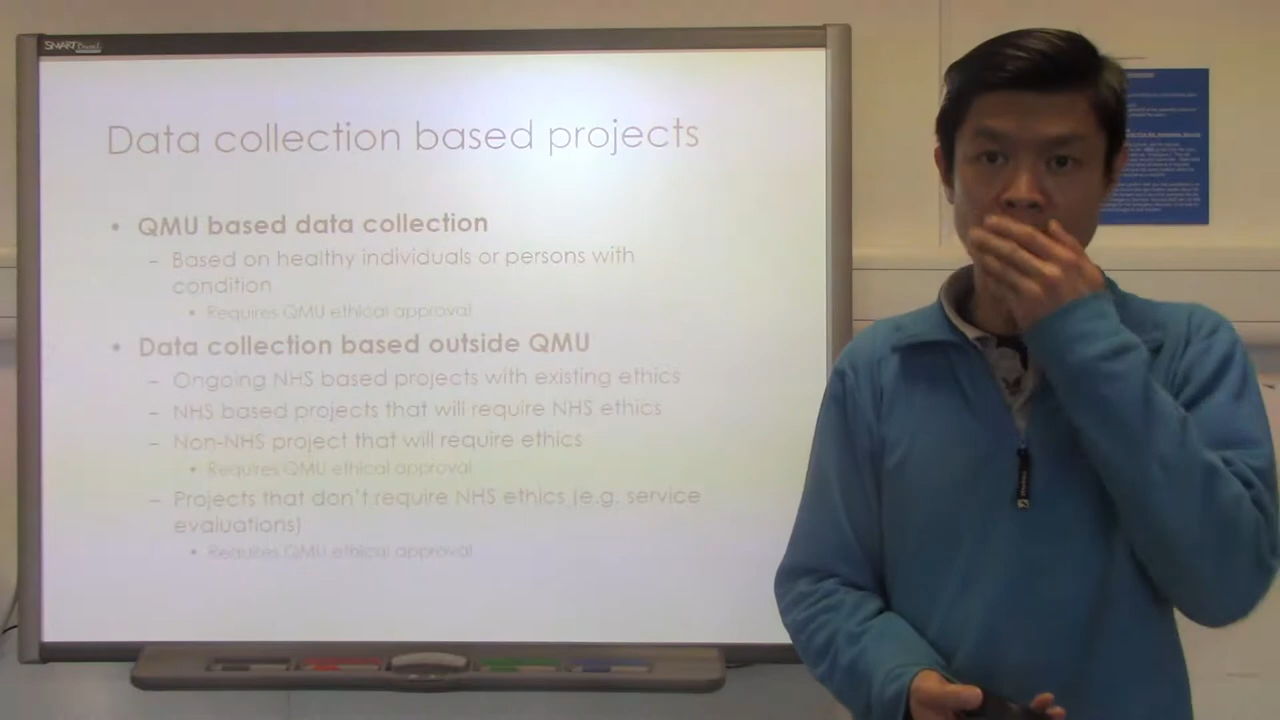 SMART Board
Data collection based projects
• QMU based data collection
– Based on healthy individuals or persons with
condition
• Requires QMU ethical approval
• Data collection based outside QMU
– Ongoing NHS based projects with existing ethics
– NHS based projects that will require NHS ethics
– Non-NHS project that will require ethics
• Requires QMU ethical approval
– Projects that don't require NHS ethics (e.g. service
evaluations)
• Requires QMU ethical approval